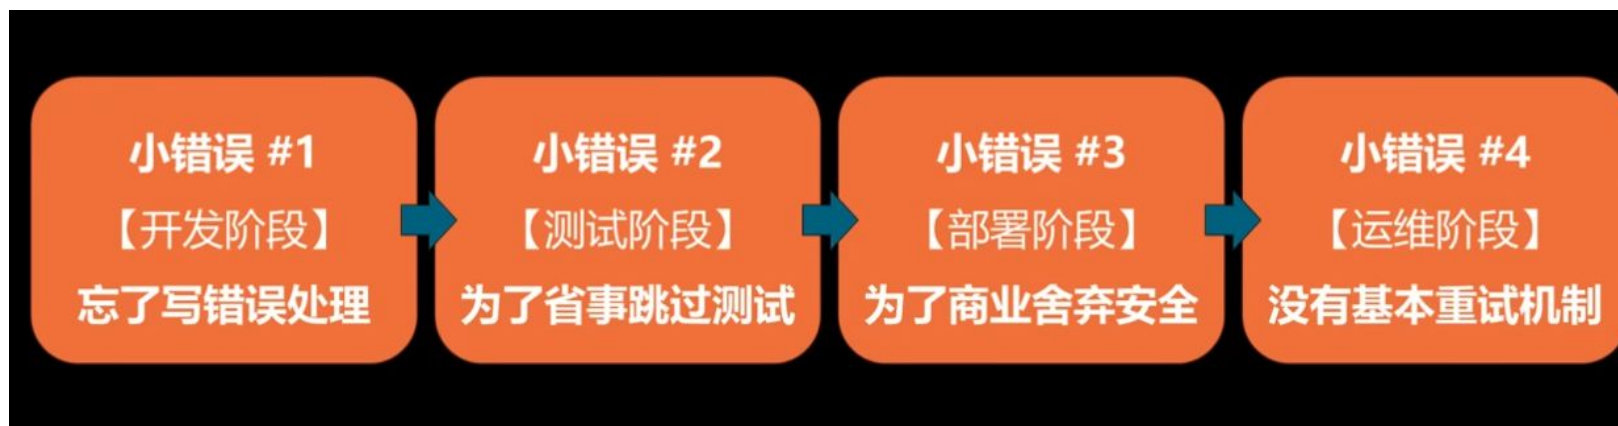 小错误 #1
【开发阶段】
忘了写错误处理
小错误 #2
【测试阶段】
为了省事跳过测试
小错误 #3
【部署阶段】
为了商业舍弃安全
小错误 #4
【运维阶段】
没有基本重试机制